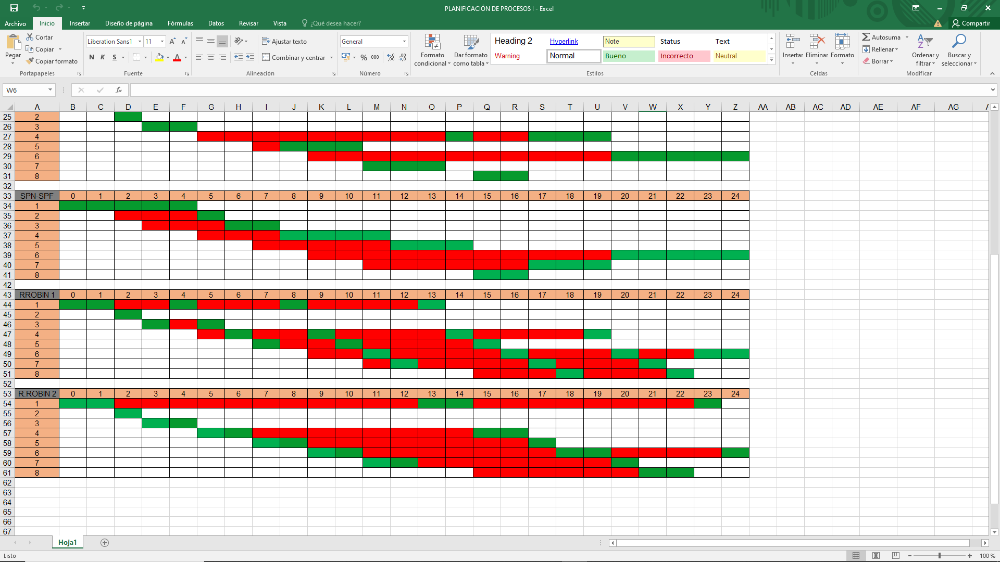 PLANIFICACIÓN DE PROCESOS I - Excel
Archivo Inicio Insertar Diseño de página Fórmulas Datos Revisar Vista ¿Qué desea hacer? Compartir
Pegar
Cortar
Copiar
Copiar formato
Portapapeles
Liberation Sans1 11
N K S
Fuente
Ajustar texto
Combinar y centrar
Alineación
General
% 000
Número
Formato condicional
Dar formato como tabla
Heading 2 Hyperlink Note Status Text
Warning Normal Bueno Incorrecto Neutral
Estilos
Insertar Eliminar Formato
Celdas
Autosuma
Rellenar
Borrar
Ordenar y filtrar
Buscar y seleccionar
Modificar
W6 fx
A B C D E F G H I J K L M N O P Q R S T U V W X Y Z AA AB AC AD AE AF AG
25 2
26 3
27 4
28 5
29 6
30 7
31 8
32
33 SPN-SPF 0 1 2 3 4 5 6 7 8 9 10 11 12 13 14 15 16 17 18 19 20 21 22 23 24
34 1
35 2
36 3
37 4
38 5
39 6
40 7
41 8
42
43 RROBIN 1 0 1 2 3 4 5 6 7 8 9 10 11 12 13 14 15 16 17 18 19 20 21 22 23 24
44 1
45 2
46 3
47 4
48 5
49 6
50 7
51 8
52
53 R.ROBIN 2 0 1 2 3 4 5 6 7 8 9 10 11 12 13 14 15 16 17 18 19 20 21 22 23 24
54 1
55 2
56 3
57 4
58 5
59 6
60 7
61 8
62
63
64
65
66
67
Hoja1
Listo 100 %